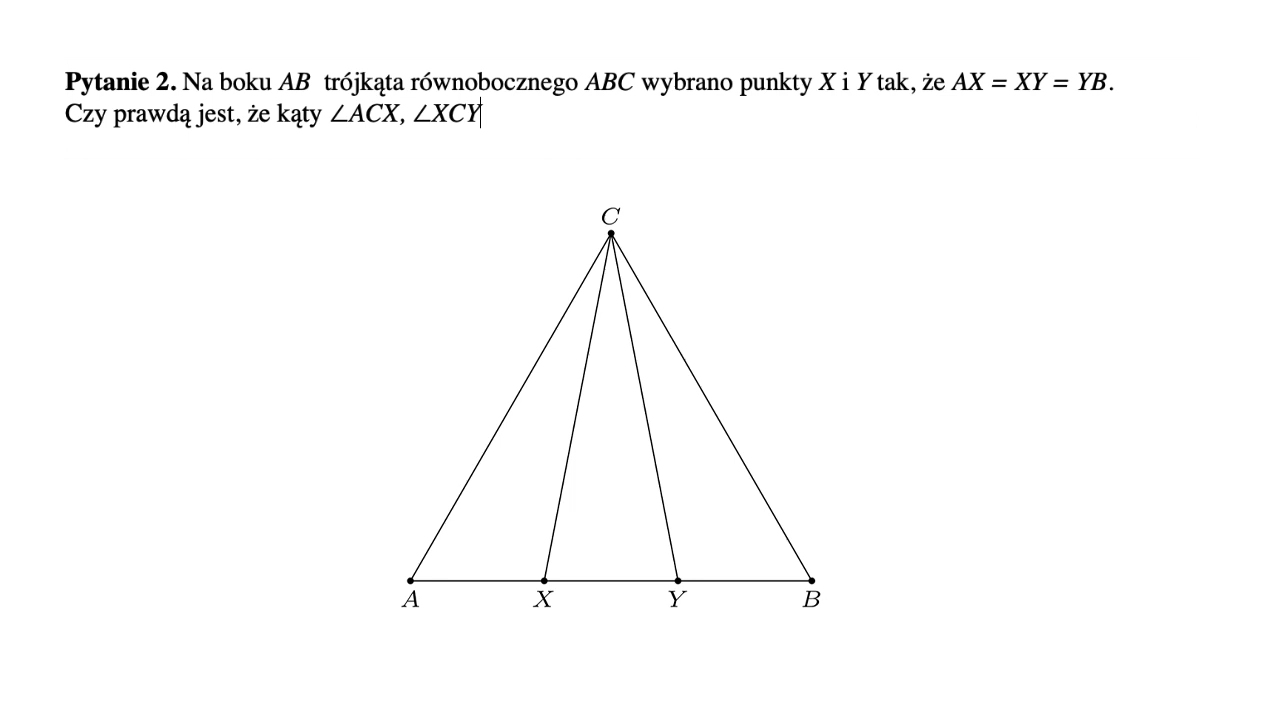 Pytanie 2. Na boku AB trójkąta równobocznego ABC wybrano punkty X i Y tak, że AX = XY = YB.
Czy prawdą jest, że kąty ∠ACX, ∠XCY
C
A X Y B